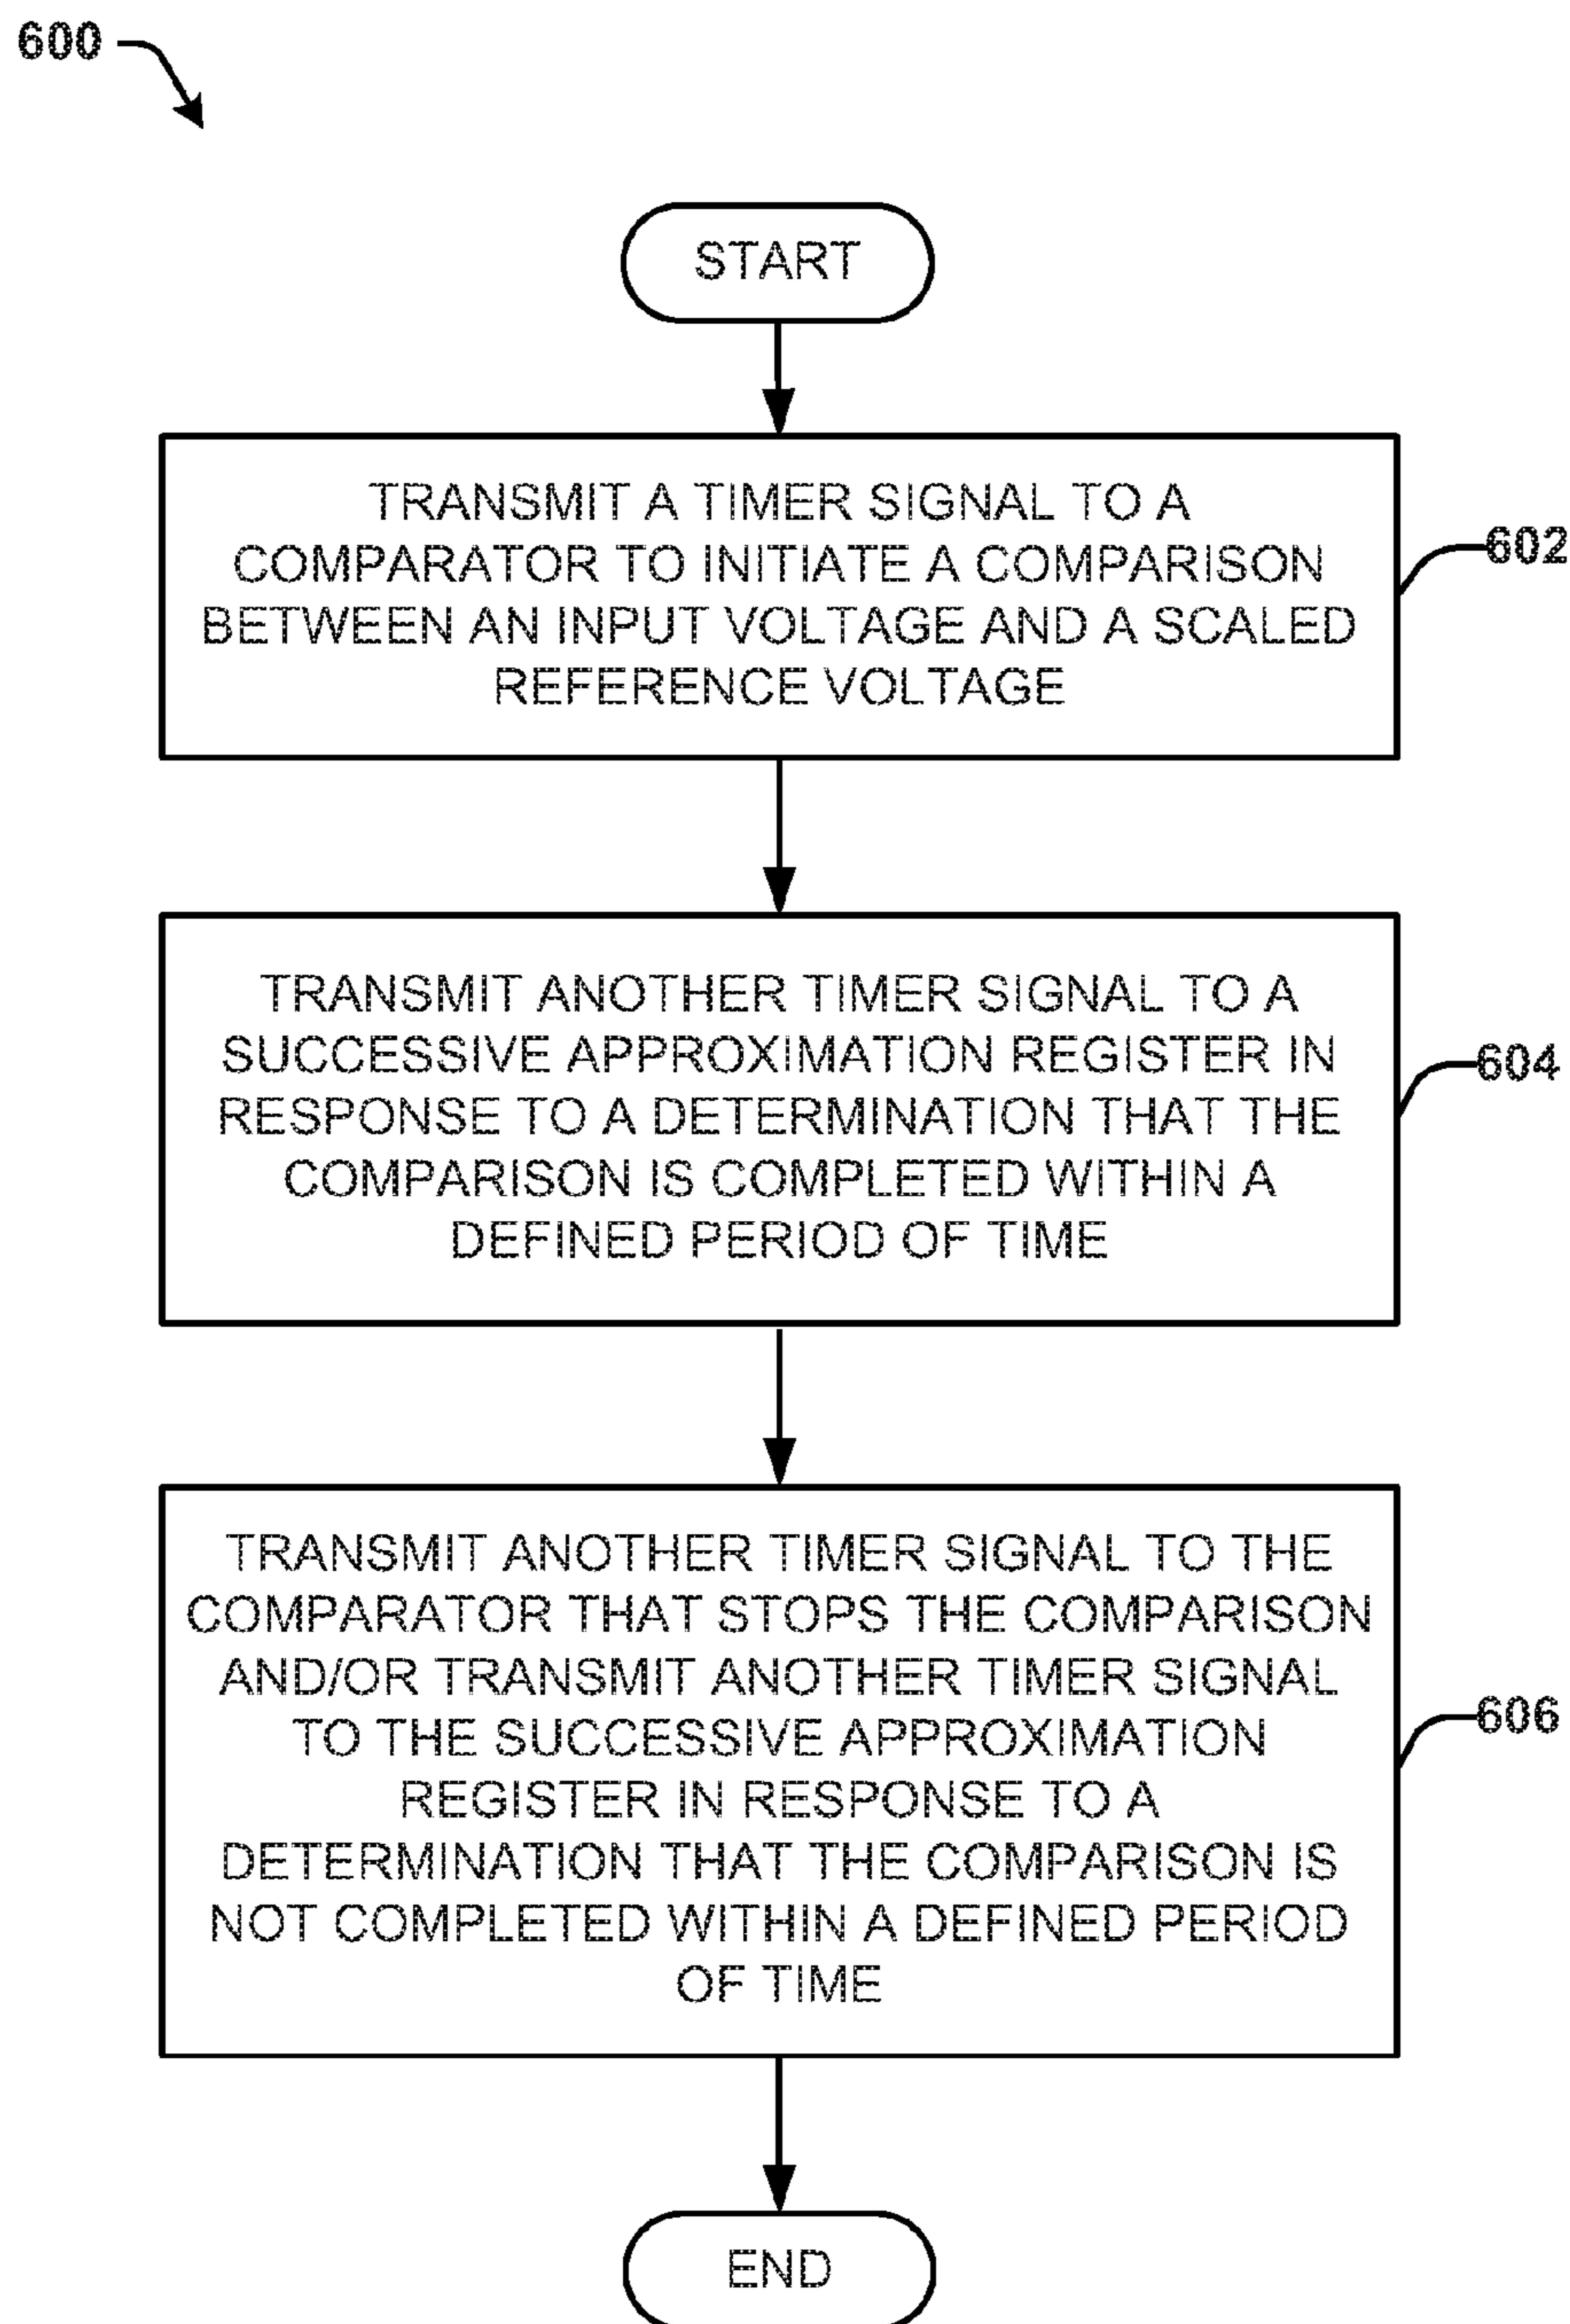 600
START
TRANSMIT A TIMER SIGNAL TO A
COMPARATOR TO INITIATE A COMPARISON
BETWEEN AN INPUT VOLTAGE AND A SCALED
REFERENCE VOLTAGE
602
TRANSMIT ANOTHER TIMER SIGNAL TO A
SUCCESSIVE APPROXIMATION REGISTER IN
RESPONSE TO A DETERMINATION THAT THE
COMPARISON IS COMPLETED WITHIN A
DEFINED PERIOD OF TIME
604
TRANSMIT ANOTHER TIMER SIGNAL TO THE
COMPARATOR THAT STOPS THE COMPARISON
AND/OR TRANSMIT ANOTHER TIMER SIGNAL
TO THE SUCCESSIVE APPROXIMATION
REGISTER IN RESPONSE TO A
DETERMINATION THAT THE COMPARISON IS
NOT COMPLETED WITHIN A DEFINED PERIOD
OF TIME
606
END